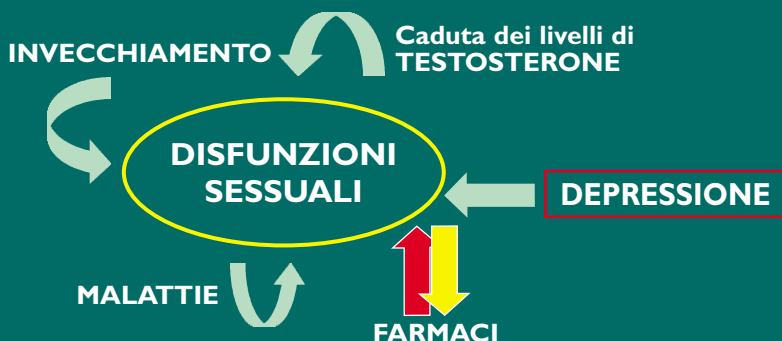 INVECCHIAMENTO
Caduta dei livelli di
TESTOSTERONE
DISFUNZIONI
SESSUALI
DEPRESSIONE
MALATTIE
FARMACI